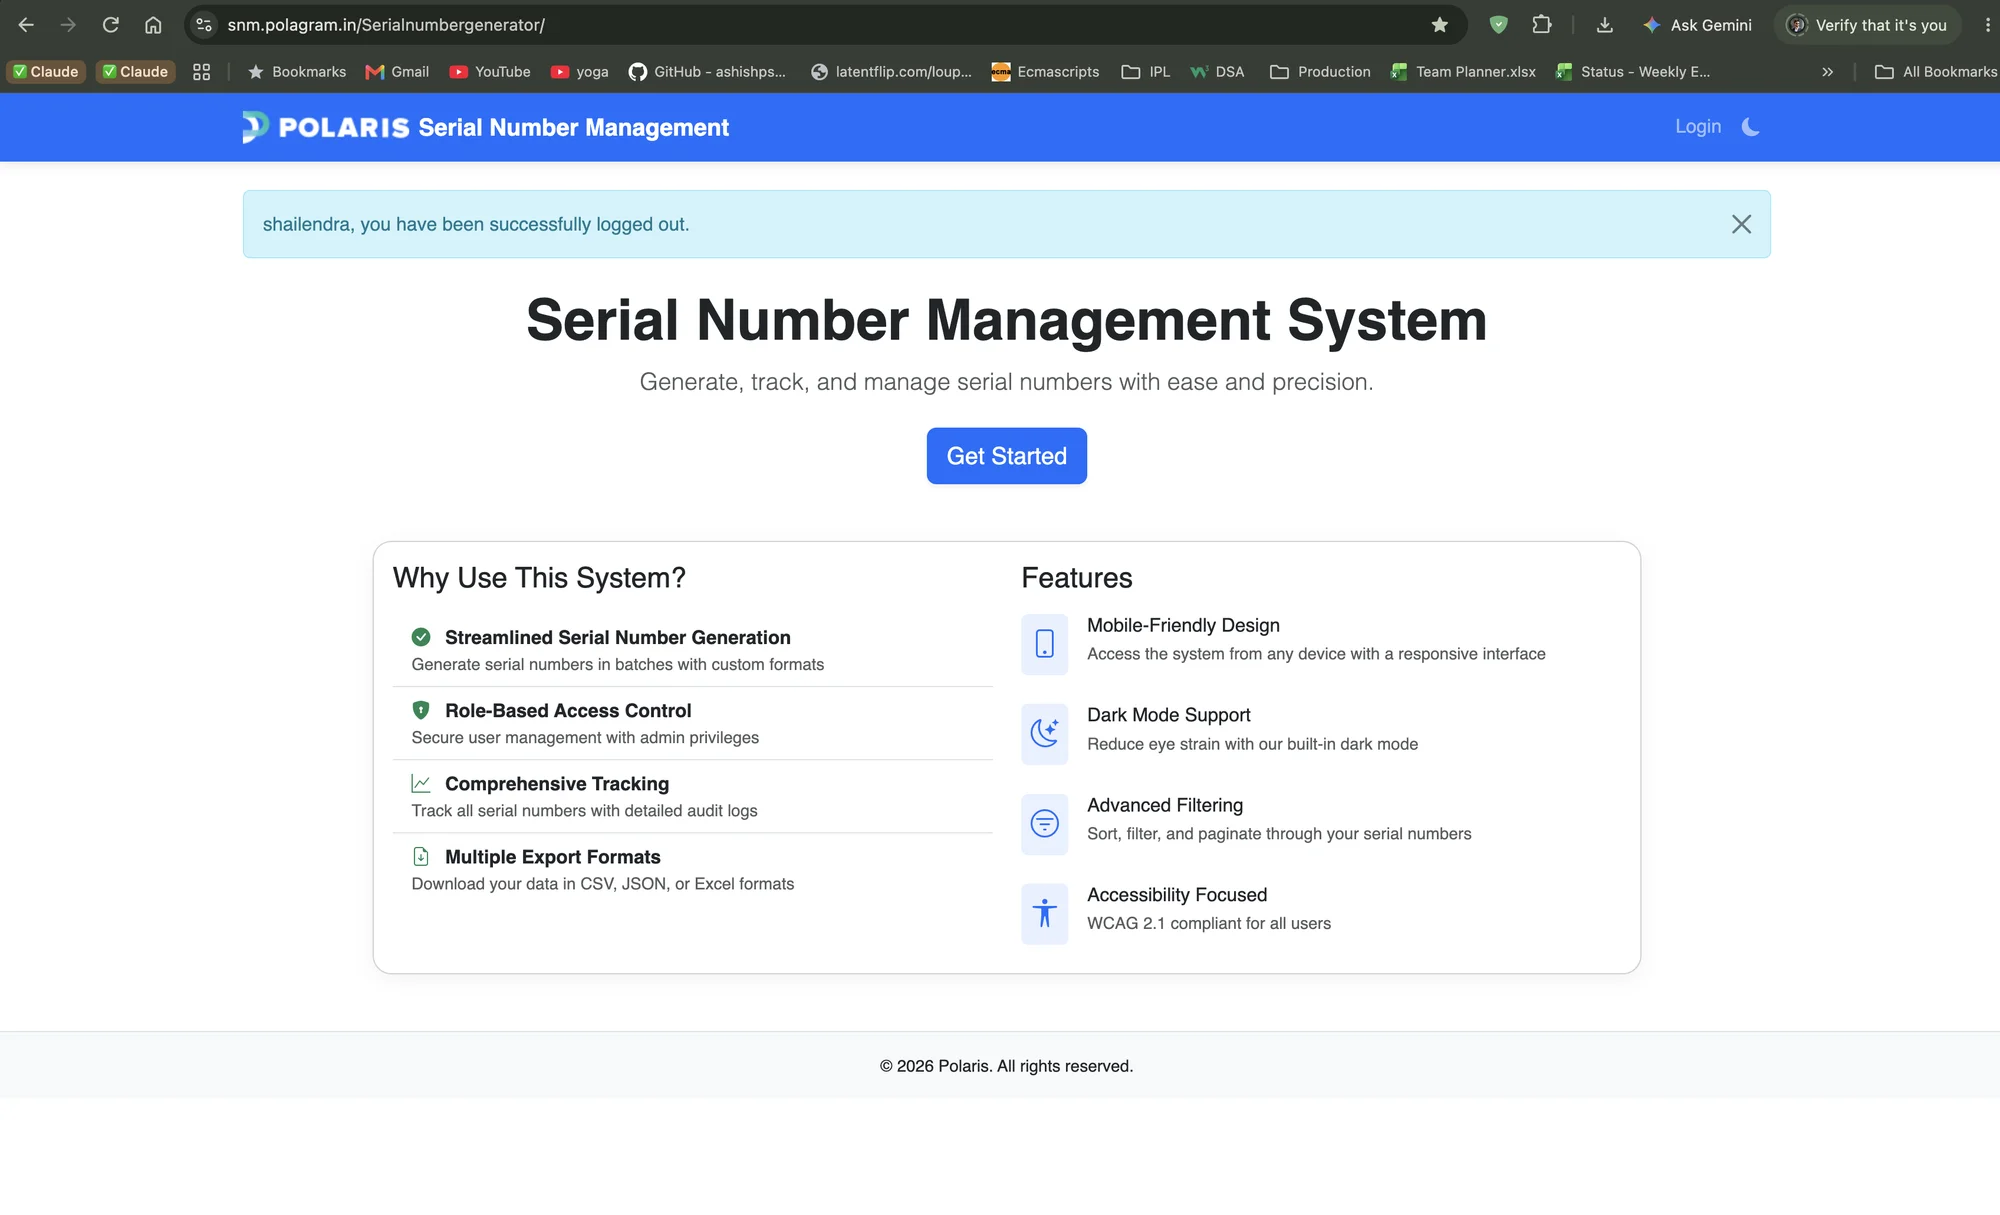 snm.polagram.in/Serialnumbergenerator/
Ask Gemini
Verify that it's you
Claude
Claude
Bookmarks
Gmail
YouTube
yoga
GitHub - ashishps...
latentflip.com/loup...
Ecmascripts
IPL
DSA
Production
Team Planner.xlsx
Status - Weekly E...
All Bookmarks
POLARIS Serial Number Management
Login
shailendra, you have been successfully logged out.
Serial Number Management System
Generate, track, and manage serial numbers with ease and precision.
Get Started
Why Use This System?
Streamlined Serial Number Generation
Generate serial numbers in batches with custom formats
Role-Based Access Control
Secure user management with admin privileges
Comprehensive Tracking
Track all serial numbers with detailed audit logs
Multiple Export Formats
Download your data in CSV, JSON, or Excel formats
Features
Mobile-Friendly Design
Access the system from any device with a responsive interface
Dark Mode Support
Reduce eye strain with our built-in dark mode
Advanced Filtering
Sort, filter, and paginate through your serial numbers
Accessibility Focused
WCAG 2.1 compliant for all users
© 2026 Polaris. All rights reserved.